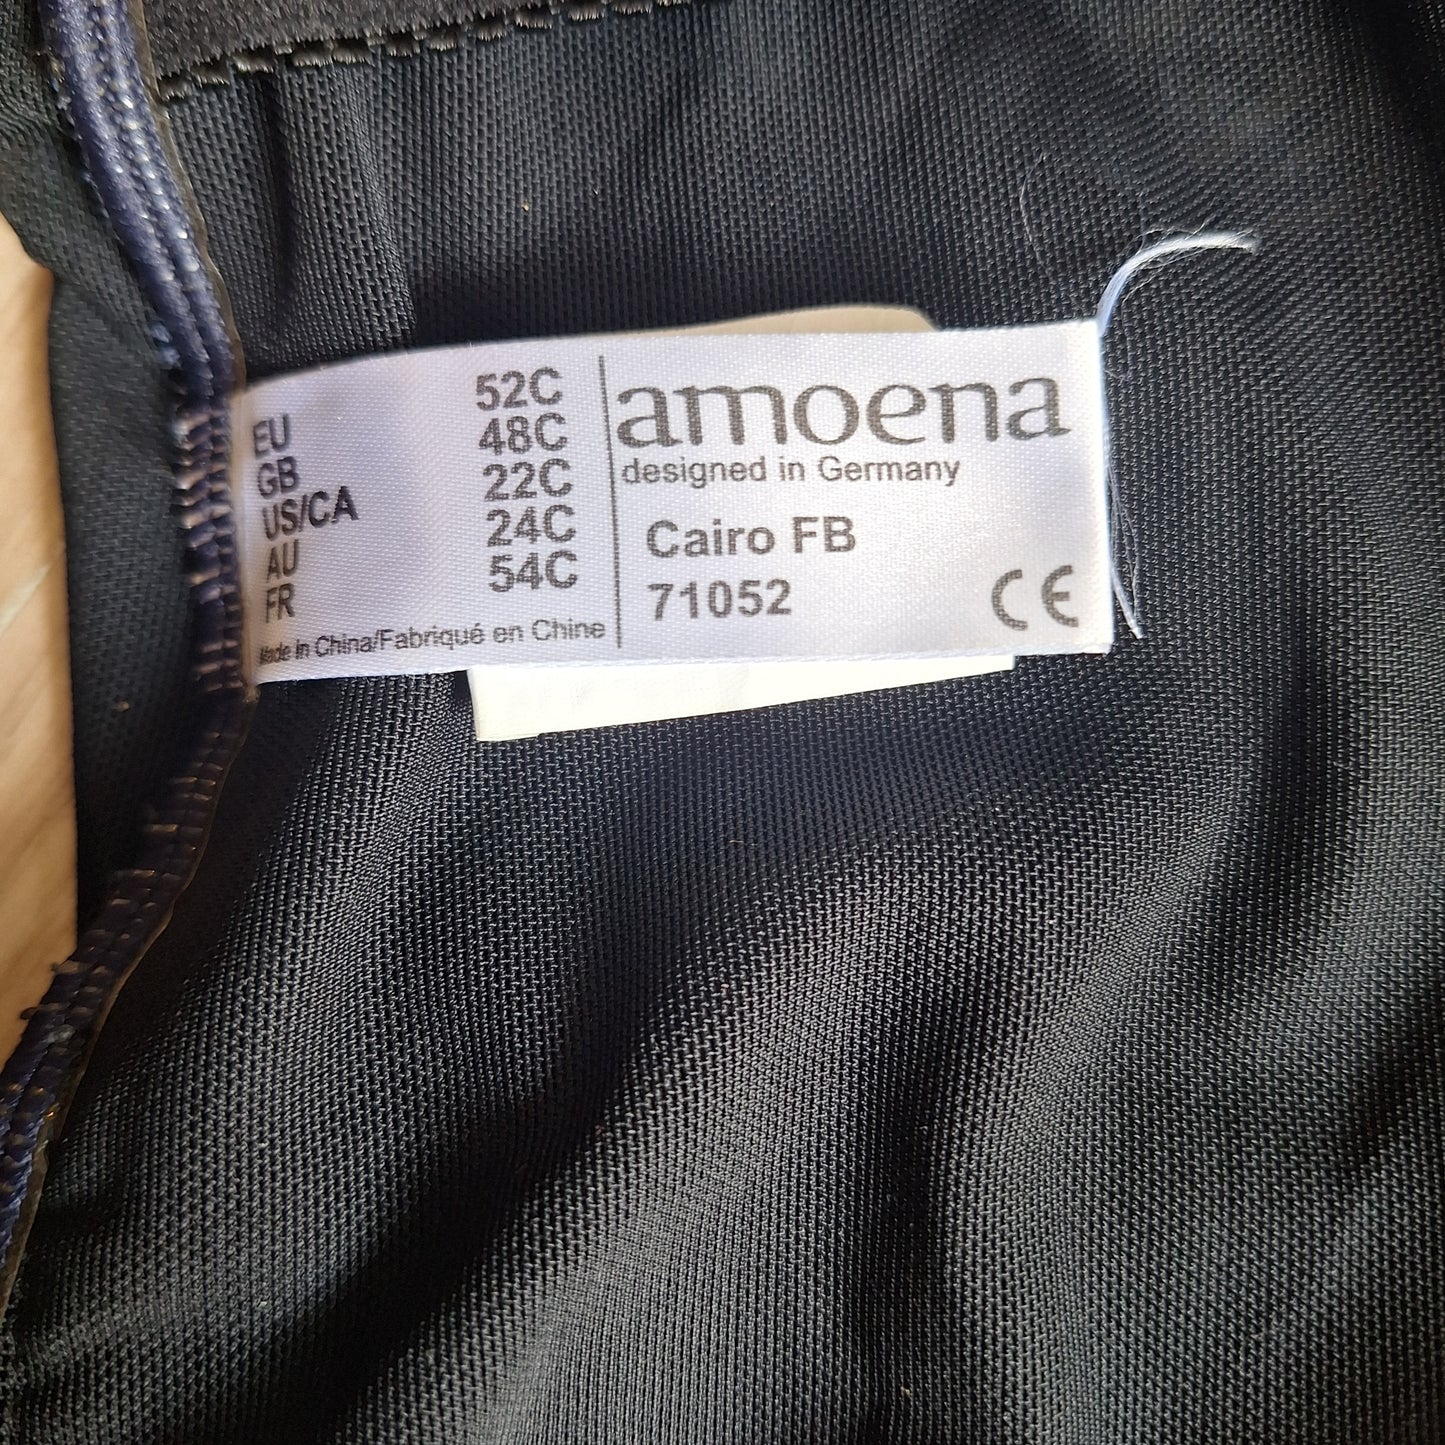 EU 52C
GB 48C
US/CA 22C
AU 24C
FR 54C
Made in China/Fabriqué en Chine
amoena
designed in Germany
Cairo FB
71052
CE